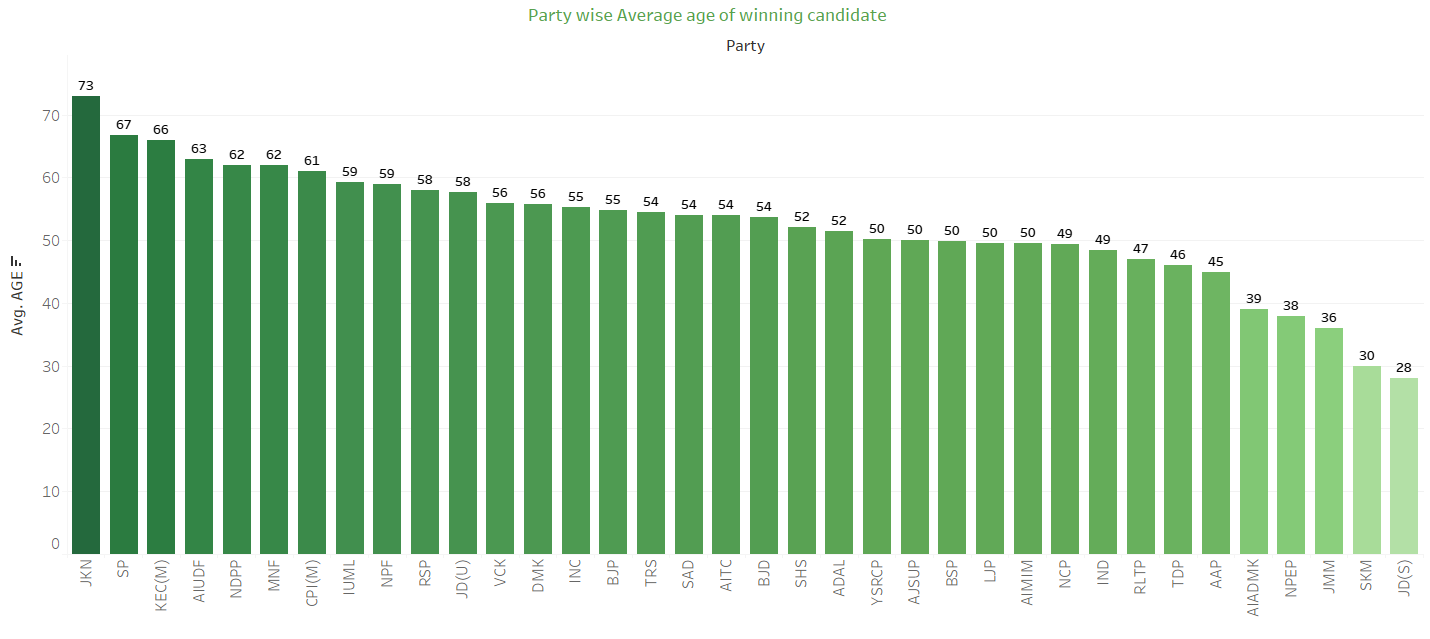 Party wise Average age of winning candidate
Party
Avg. AGE
70
60
50
40
30
20
10
0
73
67
66
63
62
62
61
59
59
58
58
56
56
55
55
54
54
54
54
52
52
50
50
50
50
50
49
49
47
46
45
39
38
36
30
28
JKN
SP
KEC(M)
AIUDF
NDPP
MNF
CPI(M)
IUML
NPF
RSP
JD(U)
VCK
DMK
INC
BJP
TRS
SAD
AITC
BJD
SHS
ADAL
YSRCP
AJSUP
BSP
LJP
AIMIM
NCP
IND
RLTP
TDP
AAP
AIADMK
NPEP
JMM
SKM
JD(S)